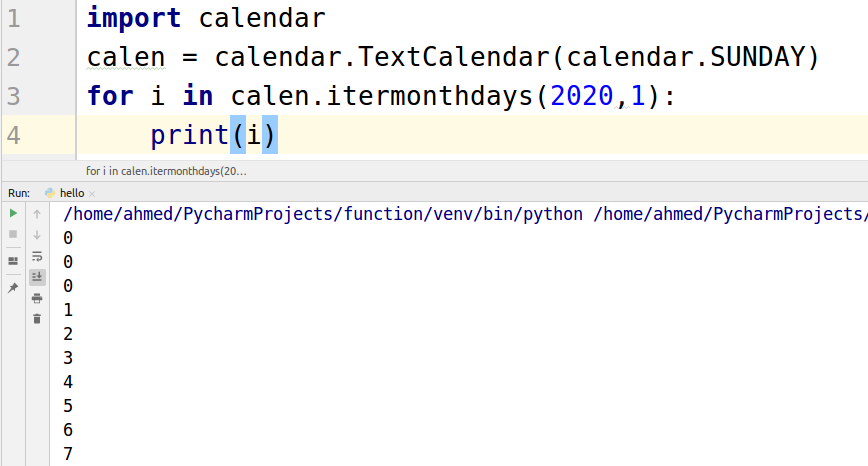 1 import calendar
2 calen = calendar.TextCalendar(calendar.SUNDAY)
3 for i in calen.itermonthdays(2020,1):
4     print(i)
for i in calen.itermonthdays(20...
Run: hello ×
/home/ahmed/PycharmProjects/function/venv/bin/python /home/ahmed/PycharmProjects/
0
0
0
1
2
3
4
5
6
7